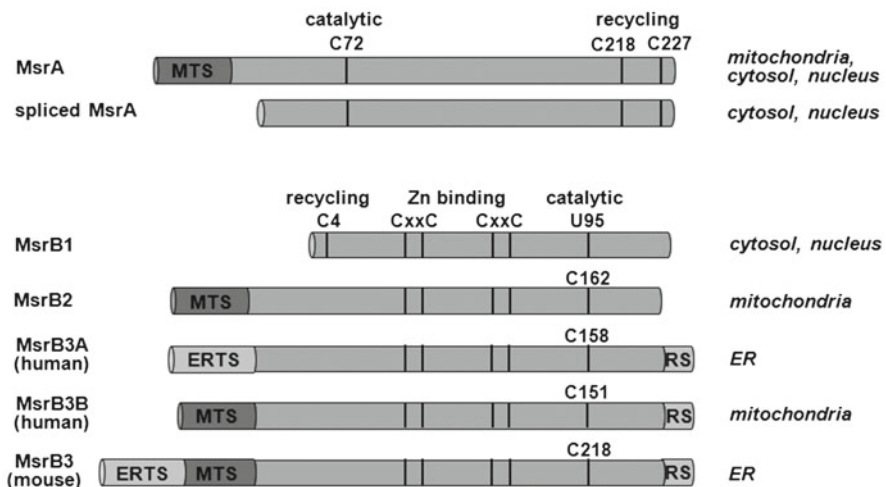 catalytic recycling
C72 C218 C227
MsrA MTS mitochondria,
cytosol, nucleus
spliced MsrA cytosol, nucleus
recycling Zn binding catalytic
C4 CxxC CxxC U95
MsrB1 cytosol, nucleus
C162
MsrB2 MTS mitochondria
MsrB3A C158
(human) ERTS RS ER
MsrB3B C151
(human) MTS RS mitochondria
MsrB3 C218
(mouse) ERTS MTS RS ER